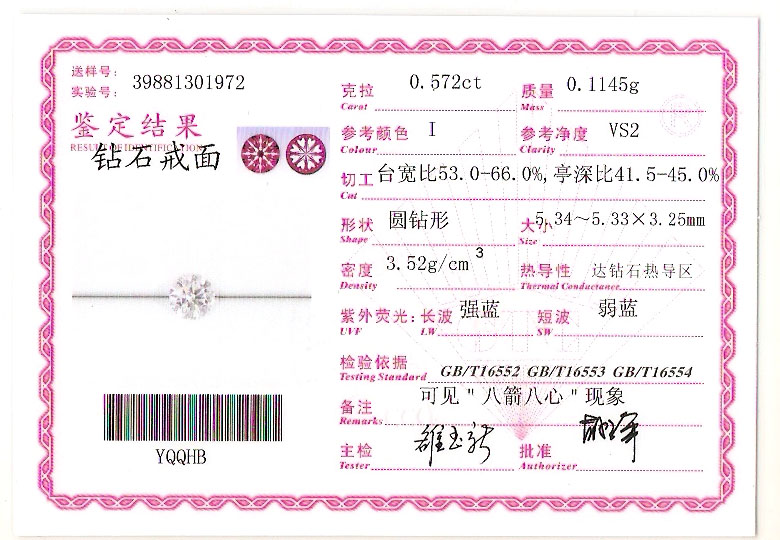 送样号:
实验号: 39881301972
鉴定结果
RESULT OF IDENTIFICATION
钻石戒面
YQQHB
克拉 0.572ct 质量 0.1145g
Carat Mass
参考颜色 I 参考净度 VS2
Colour Clarity
切工 台宽比53.0-66.0%,亭深比41.5-45.0%
Cut
形状 圆钻形 大小 5.34～5.33×3.25mm
Shape Size
密度 3.52g/cm³ 热导性 达钻石热导区
Density Thermal Conductance
紫外荧光: 长波 强蓝 短波 弱蓝
UVF LW SW
检验依据 GB/T16552 GB/T16553 GB/T16554
Testing Standard
备注 可见"八箭八心"现象
Remarks
主检 批准
Tester Authorizer